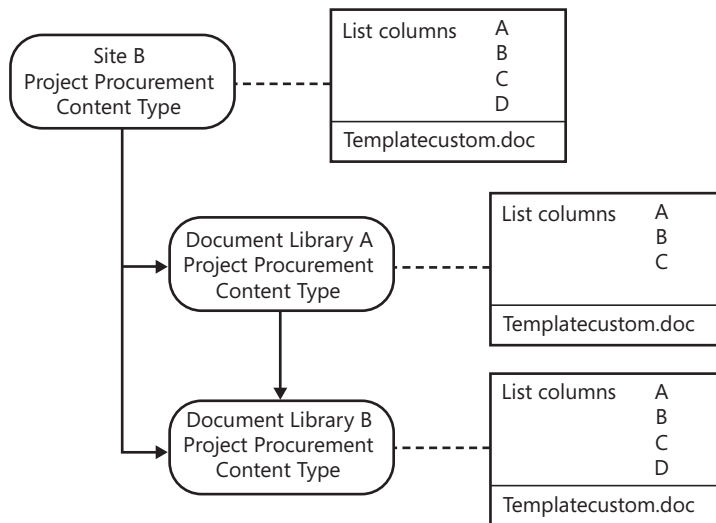 Site B
Project Procurement
Content Type
List columns A
B
C
D
Templatecustom.doc
Document Library A
Project Procurement
Content Type
List columns A
B
C
Templatecustom.doc
Document Library B
Project Procurement
Content Type
List columns A
B
C
D
Templatecustom.doc